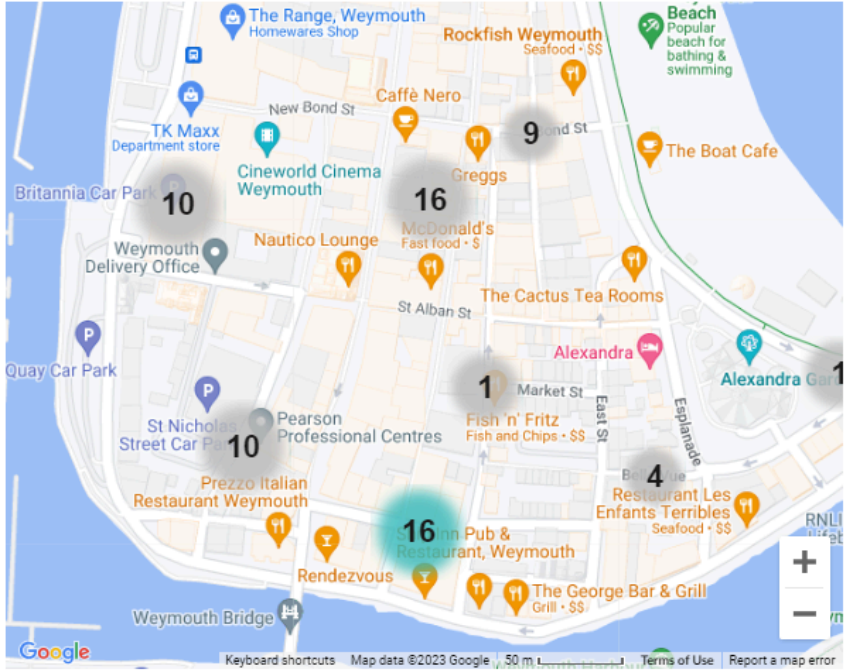 The Range, Weymouth
Homewares Shop
Beach
Popular
beach for
bathing &
swimming
Rockfish Weymouth
Seafood • $$
Caffè Nero
New Bond St
TK Maxx
Department store
9
ond St
The Boat Cafe
Cineworld Cinema
Weymouth
Greggs
Britannia Car Park
10
16
McDonald's
Fast food • $
Weymouth
Delivery Office
Nautico Lounge
The Cactus Tea Rooms
St Alban St
P
Alexandra
Quay Car Park
Alexandra Gar
1
1
Market St
P
East St
Esplanade
St Nicholas
Street Car Pa
Pearson
Professional Centres
10
Fish 'n' Fritz
Fish and Chips • $$
4
Prezzo Italian
Restaurant Weymouth
Restaurant Les
Enfants Terribles
Seafood • $$
16
Inn Pub &
Restaurant, Weymouth
RNLI
Rendezvous
The George Bar & Grill
Grill • $$
+
−
Weymouth Bridge
Google
Keyboard shortcuts
Map data ©2023 Google
50 m
Terms of Use
Report a map error